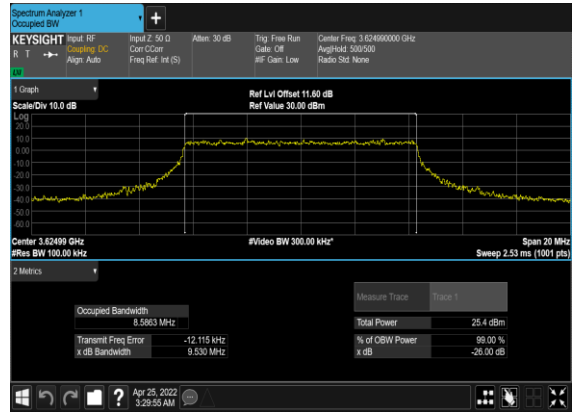 Spectrum Analyzer 1
Occupied BW
+
KEYSIGHT Input: RF Input Z: 50 Ω Atten: 30 dB Trig: Free Run Center Freq: 3.624990000 GHz
R T Coupling: DC Corr CCorr Gate: Off Avg|Hold: 500/500
Align: Auto Freq Ref: Int (S) #IF Gain: Low Radio Std: None
LW
1 Graph
Ref Lvl Offset 11.60 dB
Scale/Div 10.0 dB Ref Value 30.00 dBm
Log
20.0
10.0
0.00
-10.0
-20.0
-30.0
-40.0
-50.0
-60.0
Center 3.62499 GHz #Video BW 300.00 kHz* Span 20 MHz
#Res BW 100.00 kHz Sweep 2.53 ms (1001 pts)
2 Metrics
Measure Trace Trace 1
Occupied Bandwidth
8.5863 MHz Total Power 25.4 dBm
Transmit Freq Error -12.115 kHz % of OBW Power 99.00 %
x dB Bandwidth 9.530 MHz x dB -26.00 dB
? Apr 25, 2022
3:29:55 AM